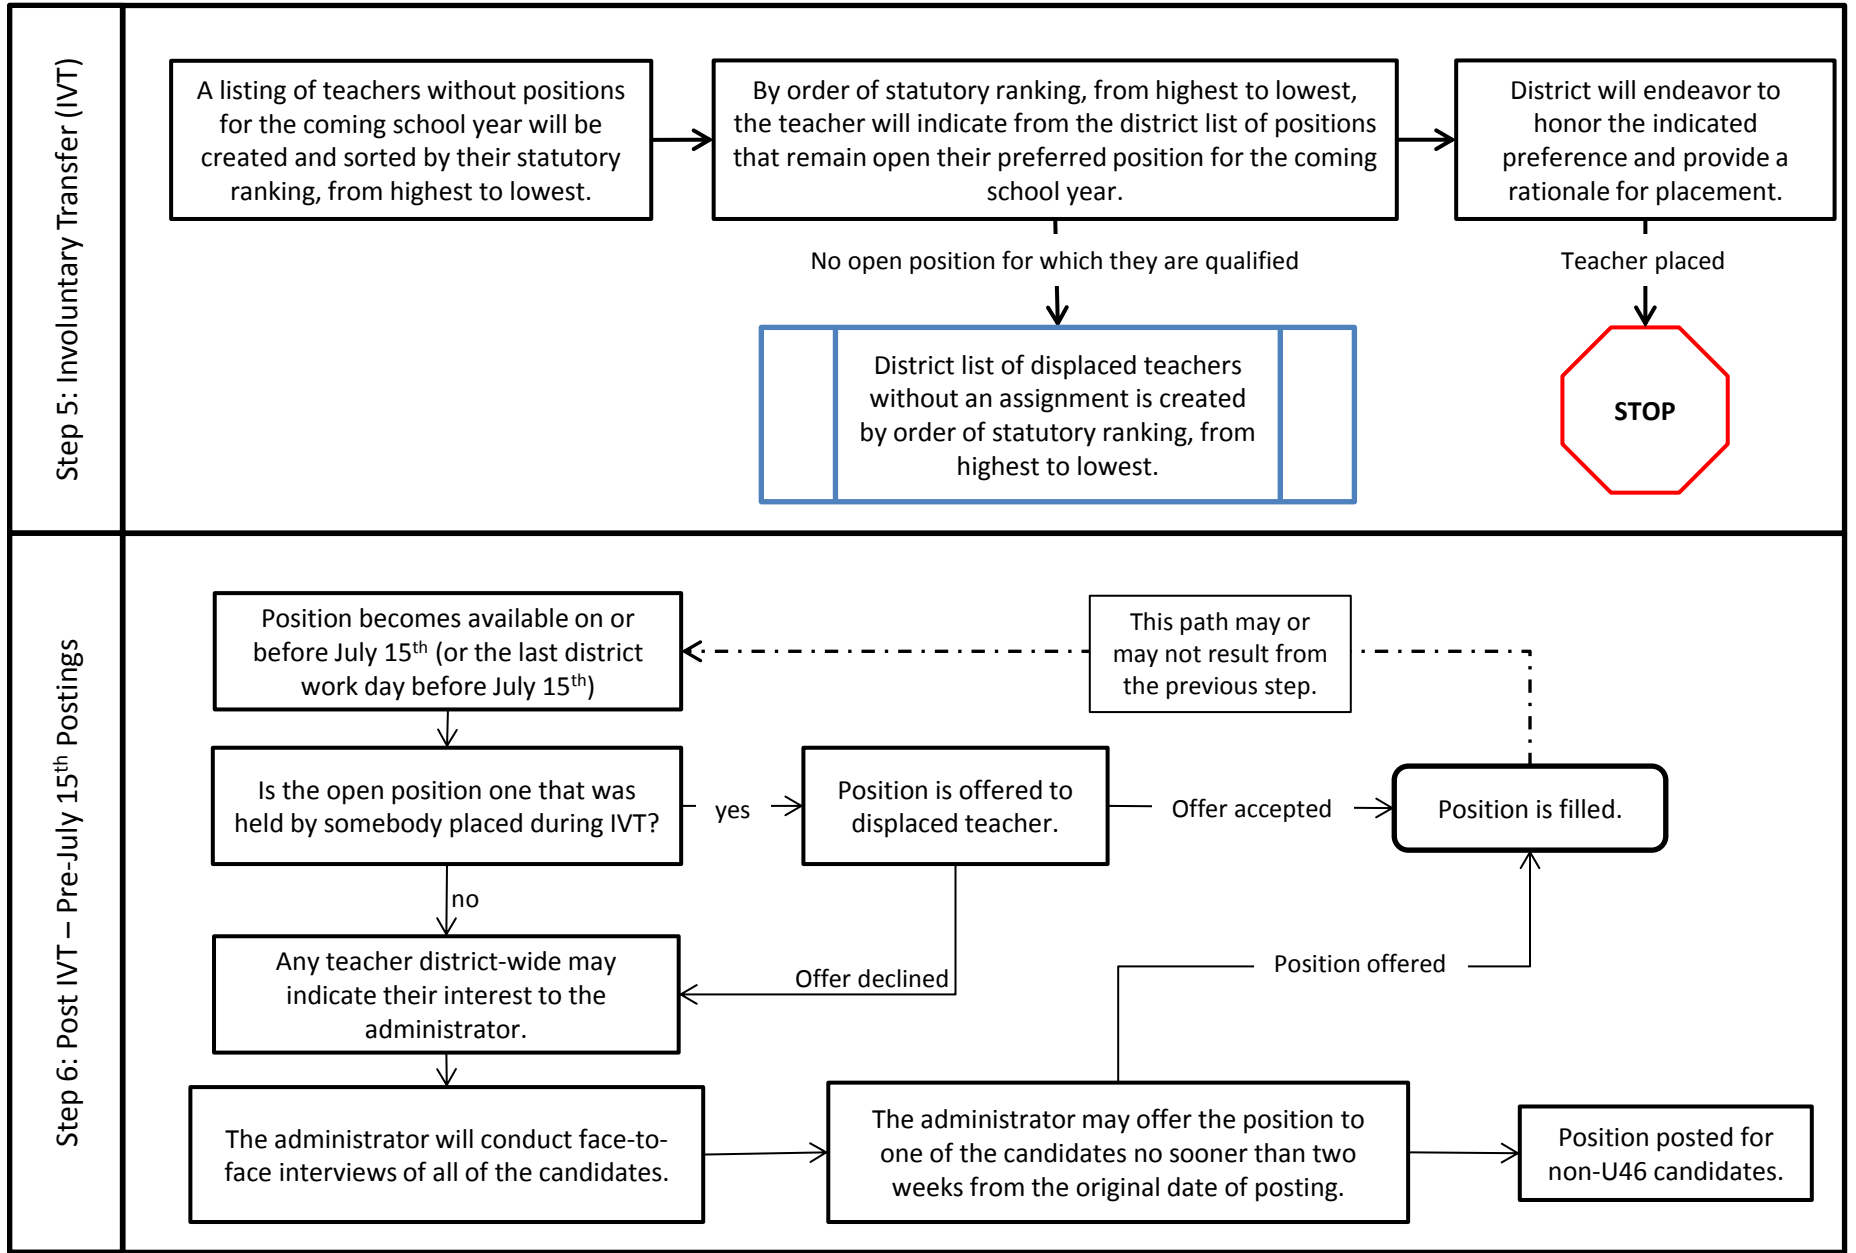 Step 5: Involuntary Transfer (IVT)
A listing of teachers without positions
for the coming school year will be
created and sorted by their statutory
ranking, from highest to lowest.
By order of statutory ranking, from highest to lowest,
the teacher will indicate from the district list of positions
that remain open their preferred position for the coming
school year.
District will endeavor to
honor the indicated
preference and provide a
rationale for placement.
No open position for which they are qualified
Teacher placed
District list of displaced teachers
without an assignment is created
by order of statutory ranking, from
highest to lowest.
STOP
Step 6: Post IVT – Pre-July 15th Postings
Position becomes available on or
before July 15th (or the last district
work day before July 15th)
This path may or
may not result from
the previous step.
Is the open position one that was
held by somebody placed during IVT?
yes
Position is offered to
displaced teacher.
Offer accepted
Position is filled.
no
Any teacher district-wide may
indicate their interest to the
administrator.
Offer declined
Position offered
The administrator will conduct face-to-
face interviews of all of the candidates.
The administrator may offer the position to
one of the candidates no sooner than two
weeks from the original date of posting.
Position posted for
non-U46 candidates.